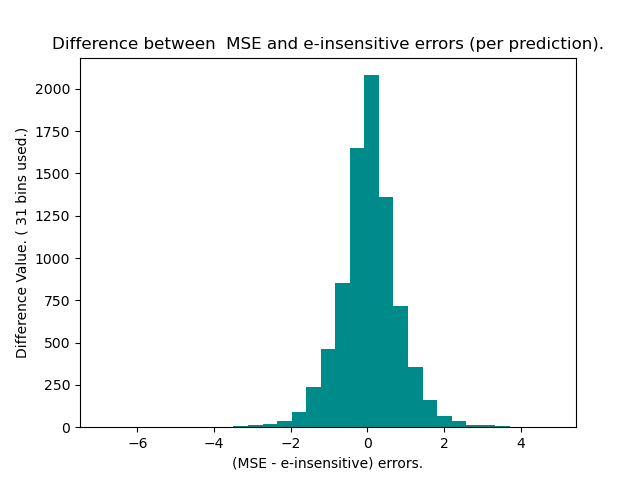 Difference between  MSE and e-insensitive errors (per prediction).
Difference Value. ( 31 bins used.)
2000
1750
1500
1250
1000
750
500
250
0
−6 −4 −2 0 2 4
(MSE - e-insensitive) errors.